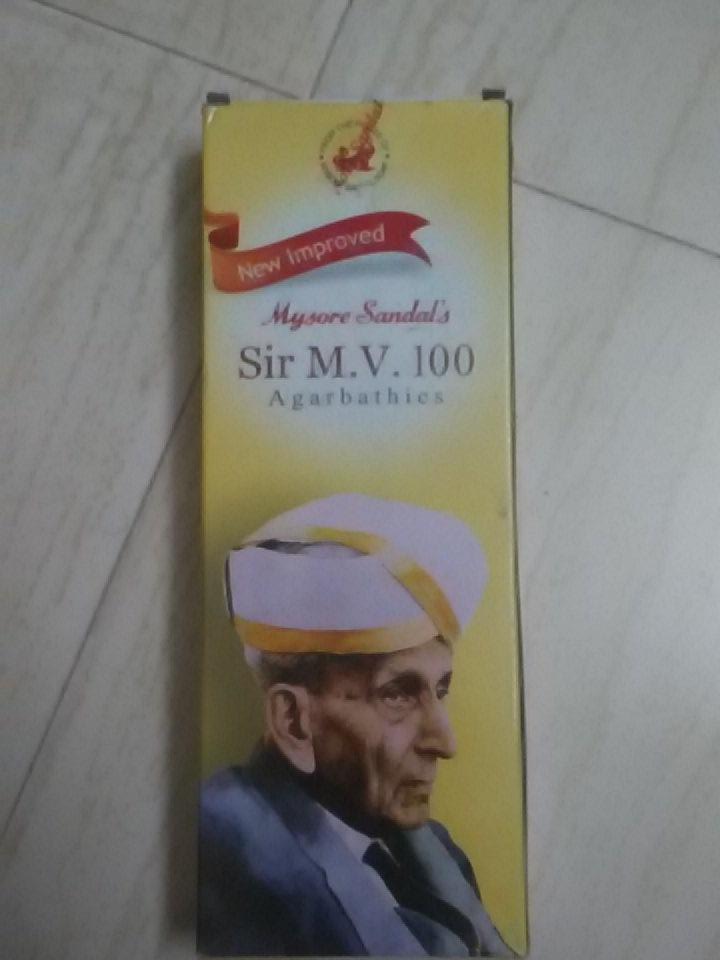 New Improved
Mysore Sandal's
Sir M.V. 100
Agarbathies